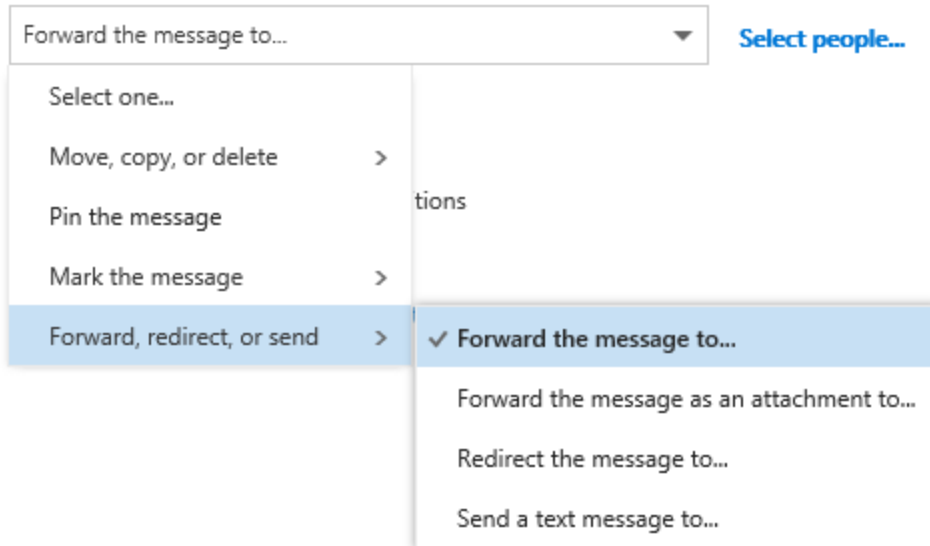 Forward the message to...
Select people...
Select one...
Move, copy, or delete
tions
Pin the message
Mark the message
Forward, redirect, or send
Forward the message to...
Forward the message as an attachment to...
Redirect the message to...
Send a text message to...